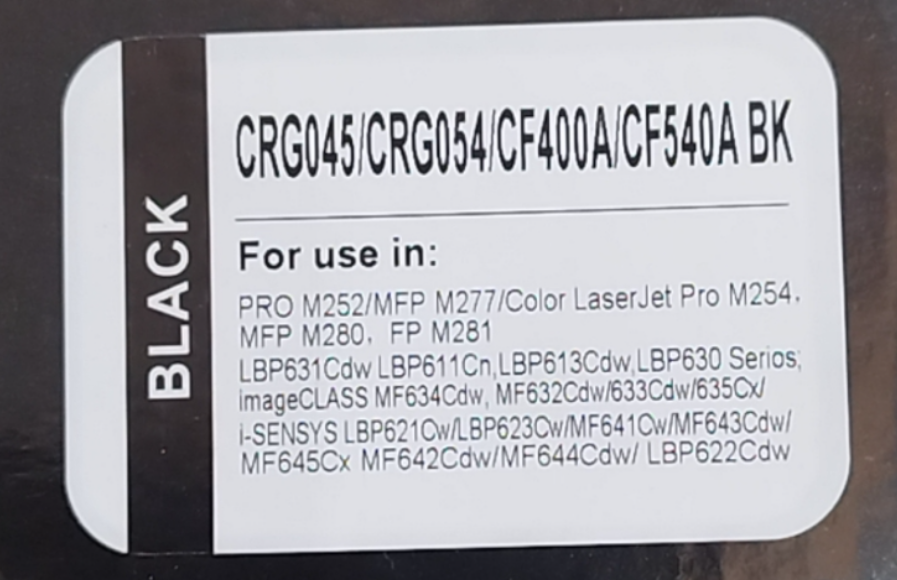 BLACK
CRG045/CRG054/CF400A/CF540A BK
For use in:
PRO M252/MFP M277/Color LaserJet Pro M254,
MFP M280, FP M281
LBP631Cdw LBP611Cn,LBP613Cdw,LBP630 Serios,
imageCLASS MF634Cdw, MF632Cdw/633Cdw/635Cx/
i-SENSYS LBP621Cw/LBP623Cw/MF641Cw/MF643Cdw/
MF645Cx MF642Cdw/MF644Cdw/ LBP622Cdw